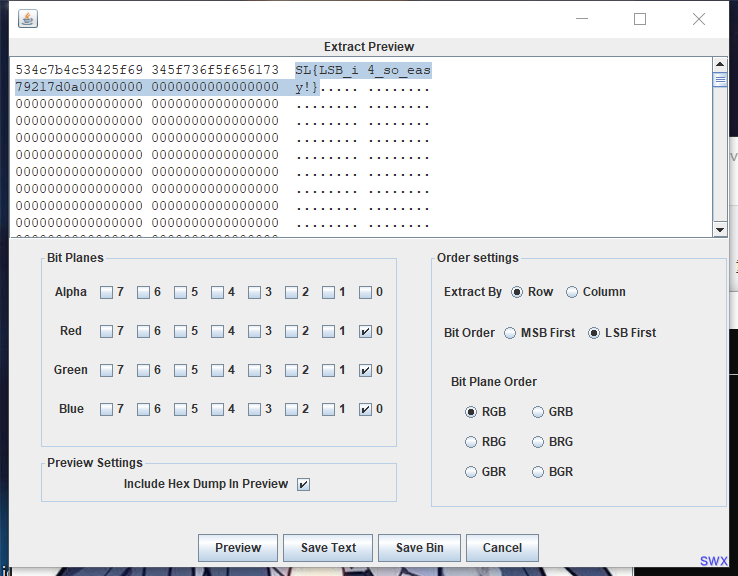 Extract Preview
534c7b4c53425f69 345f736f5f656173 SL{LSB_i 4_so_eas
79217d0a00000000 0000000000000000 y!}..... ........
0000000000000000 0000000000000000 ........ ........
0000000000000000 0000000000000000 ........ ........
0000000000000000 0000000000000000 ........ ........
0000000000000000 0000000000000000 ........ ........
0000000000000000 0000000000000000 ........ ........
0000000000000000 0000000000000000 ........ ........
0000000000000000 0000000000000000 ........ ........
0000000000000000 0000000000000000 ........ ........
Bit Planes
Alpha 7 6 5 4 3 2 1 0
Red 7 6 5 4 3 2 1 0
Green 7 6 5 4 3 2 1 0
Blue 7 6 5 4 3 2 1 0
Preview Settings
Include Hex Dump In Preview
Order settings
Extract By Row Column
Bit Order MSB First LSB First
Bit Plane Order
RGB GRB
RBG BRG
GBR BGR
Preview Save Text Save Bin Cancel
SWX